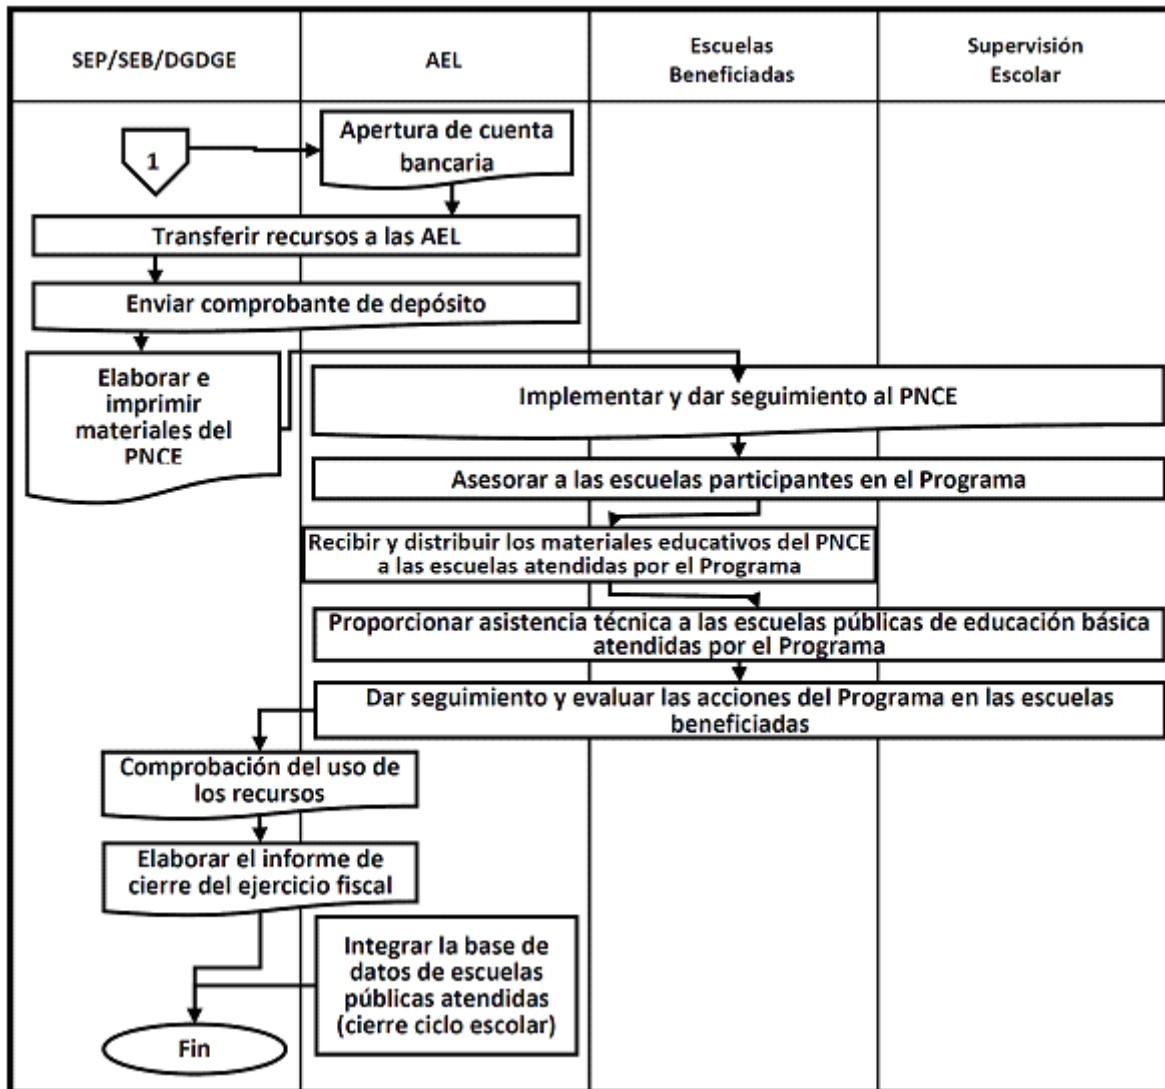 SEP/SEB/DGDGE
AEL
Escuelas
Beneficiadas
Supervisión
Escolar
1
Apertura de cuenta
bancaria
Transferir recursos a las AEL
Enviar comprobante de depósito
Elaborar e
imprimir
materiales del
PNCE
Implementar y dar seguimiento al PNCE
Asesorar a las escuelas participantes en el Programa
Recibir y distribuir los materiales educativos del PNCE
a las escuelas atendidas por el Programa
Proporcionar asistencia técnica a las escuelas públicas de educación básica
atendidas por el Programa
Dar seguimiento y evaluar las acciones del Programa en las escuelas
beneficiadas
Comprobación del uso de
los recursos
Elaborar el informe de
cierre del ejercicio fiscal
Integrar la base de
datos de escuelas
públicas atendidas
(cierre ciclo escolar)
Fin